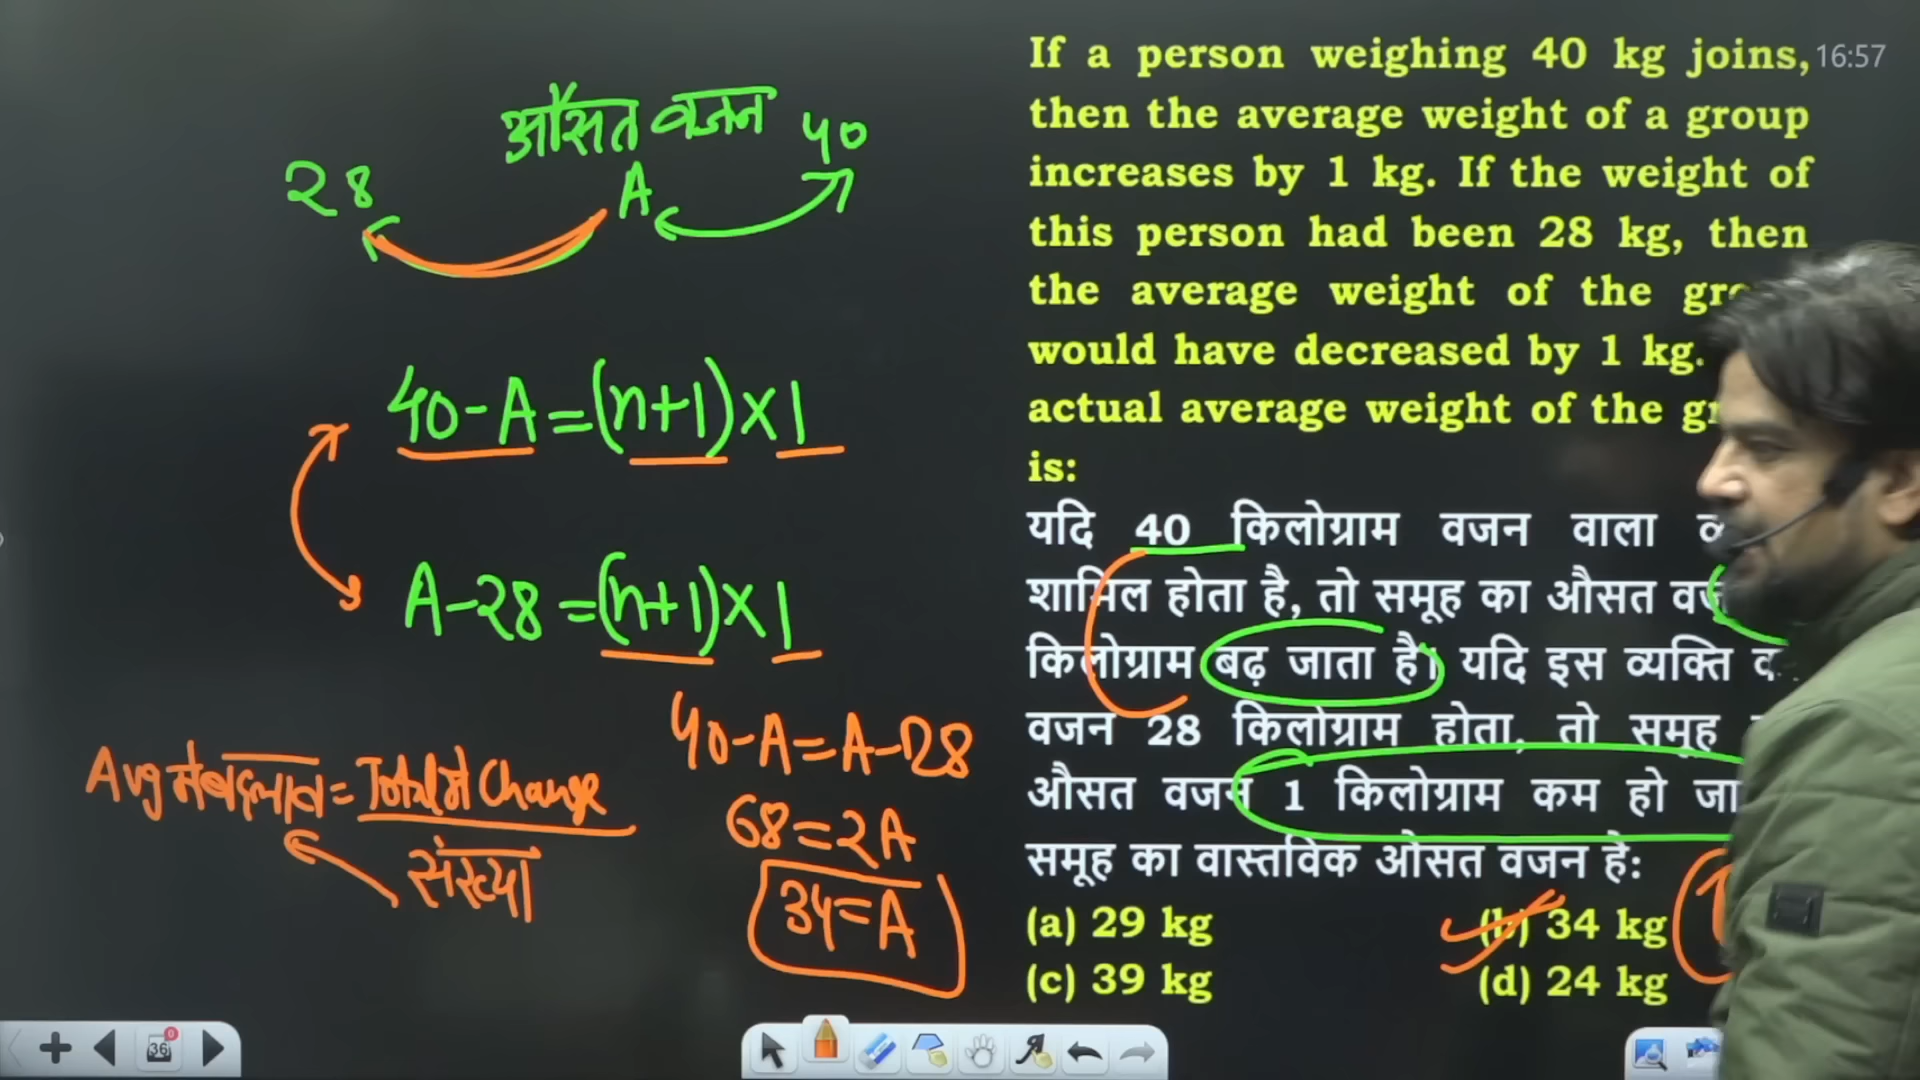 औसत वजन
28 A 40
40-A=(n+1)×1
A-28=(n+1)×1
Avg में बदलाव = Total में Change
संख्या
40-A=A-28
68=2A
34=A
16:57
If a person weighing 40 kg joins,
then the average weight of a group
increases by 1 kg. If the weight of
this person had been 28 kg, then
the average weight of the
would have decreased by 1 kg.
actual average weight of the
is:
यदि 40 किलोग्राम वजन वाला
शामिल होता है, तो समूह का औसत
किलोग्राम बढ़ जाता है। यदि इस व्यक्ति
वजन 28 किलोग्राम होता, तो समूह
औसत वजन 1 किलोग्राम कम हो
समूह का वास्तविक औसत वजन है:
(a) 29 kg (b) 34 kg
(c) 39 kg (d) 24 kg
36
0